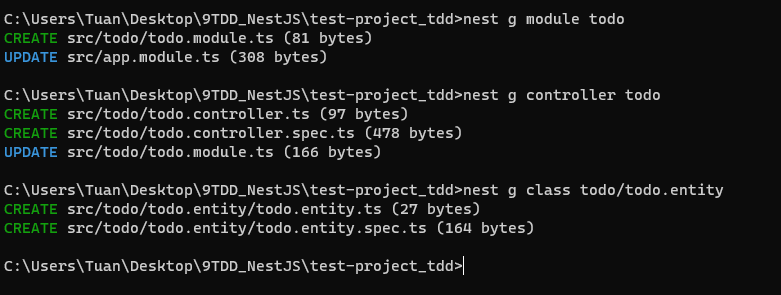 C:\Users\Tuan\Desktop\9TDD_NestJS\test-project_tdd>nest g module todo
CREATE src/todo/todo.module.ts (81 bytes)
UPDATE src/app.module.ts (308 bytes)
C:\Users\Tuan\Desktop\9TDD_NestJS\test-project_tdd>nest g controller todo
CREATE src/todo/todo.controller.ts (97 bytes)
CREATE src/todo/todo.controller.spec.ts (478 bytes)
UPDATE src/todo/todo.module.ts (166 bytes)
C:\Users\Tuan\Desktop\9TDD_NestJS\test-project_tdd>nest g class todo/todo.entity
CREATE src/todo/todo.entity/todo.entity.ts (27 bytes)
CREATE src/todo/todo.entity/todo.entity.spec.ts (164 bytes)
C:\Users\Tuan\Desktop\9TDD_NestJS\test-project_tdd>